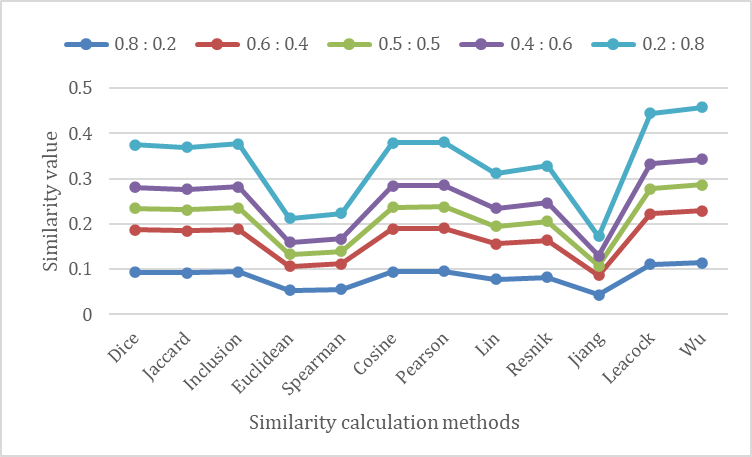 0.8 : 0.2 0.6 : 0.4 0.5 : 0.5 0.4 : 0.6 0.2 : 0.8
0.5
0.4
0.3
0.2
0.1
0
Similarity value
Dice Jaccard Inclusion Euclidean Spearman Cosine Pearson Lin Resnik Jiang Leacock Wu
Similarity calculation methods